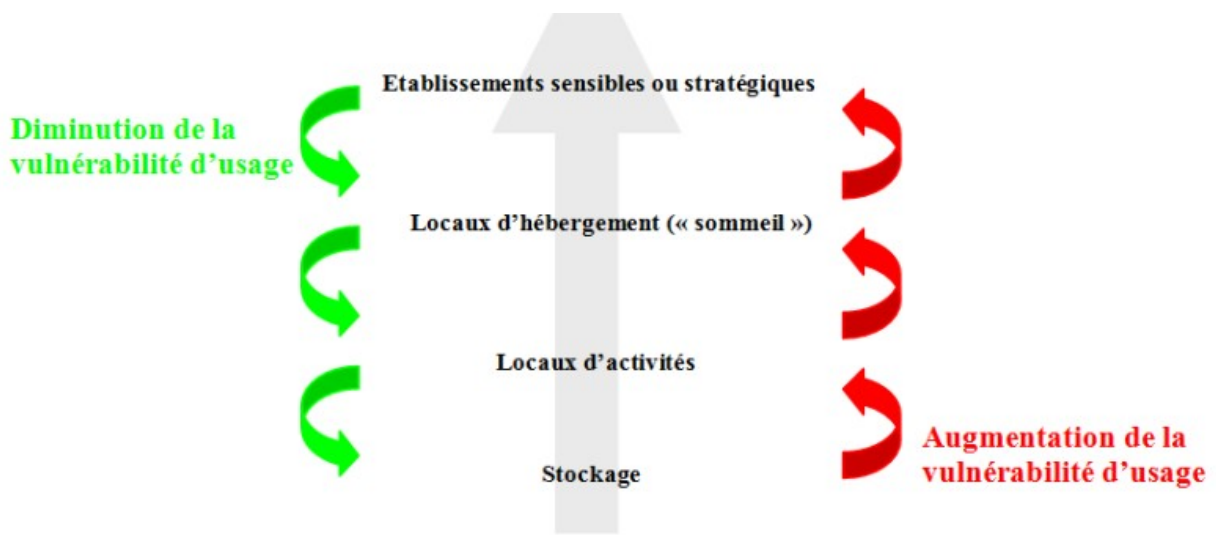 Etablissements sensibles ou stratégiques
Diminution de la
vulnérabilité d’usage
Locaux d’hébergement (« sommeil »)
Locaux d’activités
Augmentation de la
vulnérabilité d’usage
Stockage